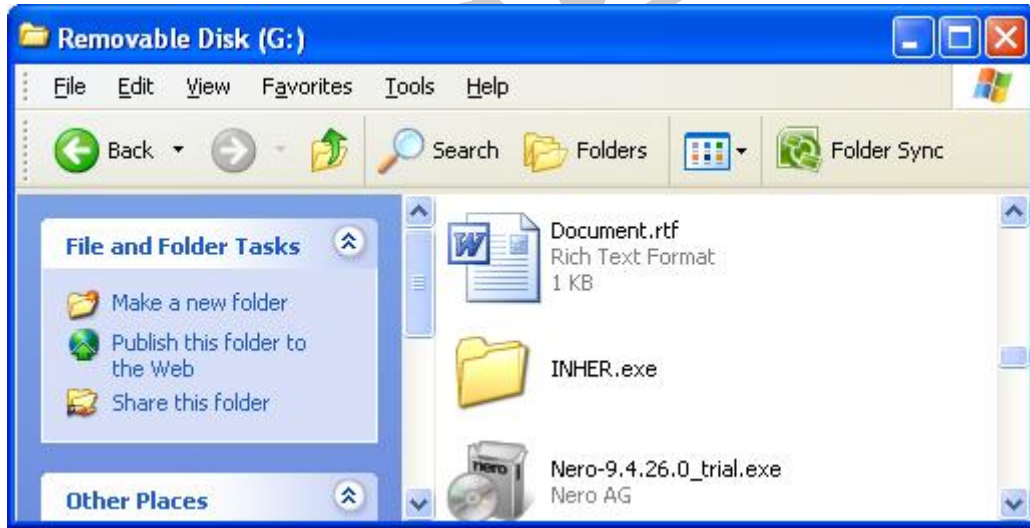 Removable Disk (G:)
File Edit View Favorites Tools Help
Back Search Folders Folder Sync
File and Folder Tasks
Make a new folder
Publish this folder to
the Web
Share this folder
Other Places
Document.rtf
Rich Text Format
1 KB
INHER.exe
Nero-9.4.26.0_trial.exe
Nero AG
nero